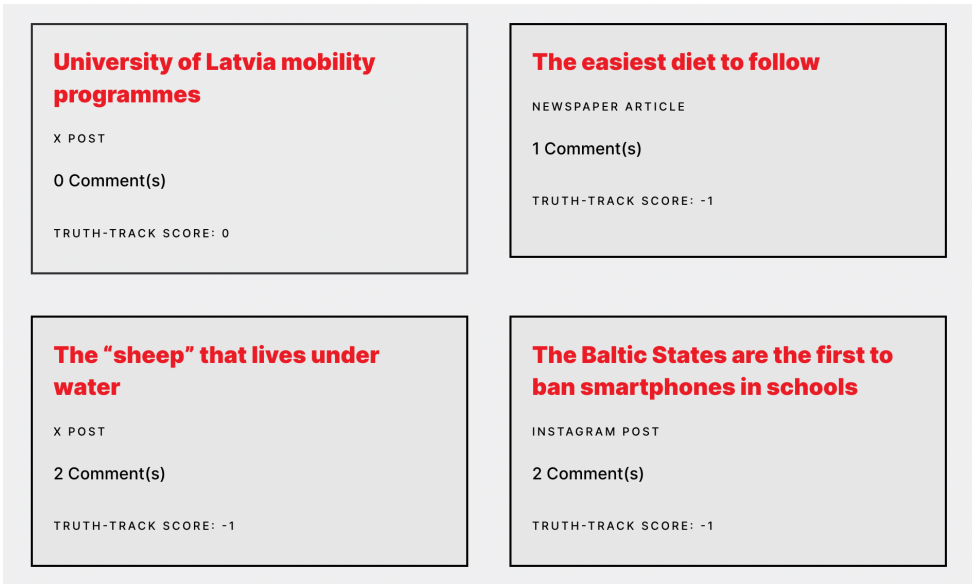 University of Latvia mobility
programmes
X POST
0 Comment(s)
TRUTH-TRACK SCORE: 0
The easiest diet to follow
NEWSPAPER ARTICLE
1 Comment(s)
TRUTH-TRACK SCORE: -1
The “sheep” that lives under
water
X POST
2 Comment(s)
TRUTH-TRACK SCORE: -1
The Baltic States are the first to
ban smartphones in schools
INSTAGRAM POST
2 Comment(s)
TRUTH-TRACK SCORE: -1